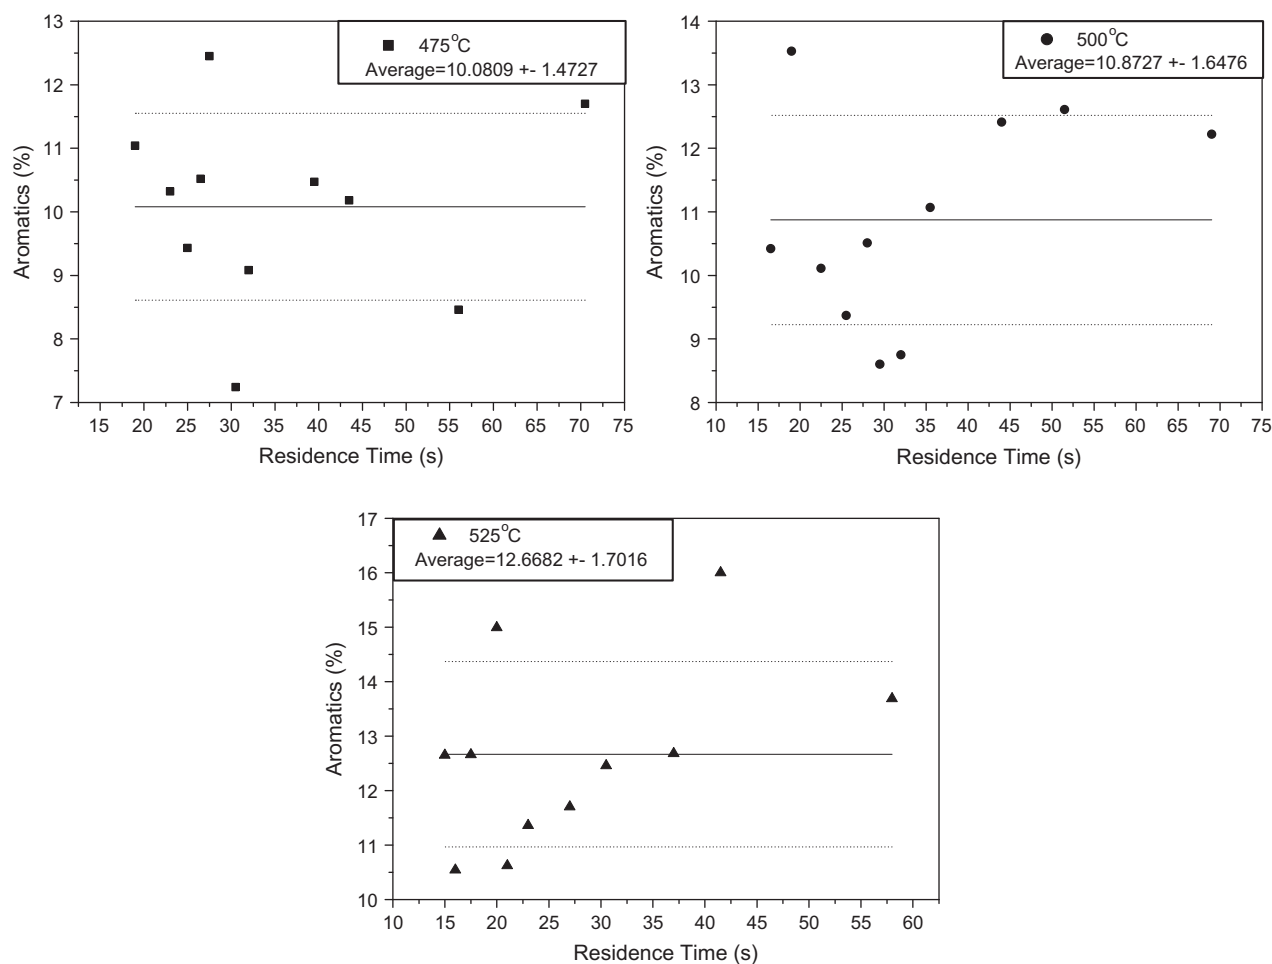 475°C
Average=10.0809 +- 1.4727
13
12
11
10
9
8
7
Aromatics (%)
15 20 25 30 35 40 45 50 55 60 65 70 75
Residence Time (s)
500°C
Average=10.8727 +- 1.6476
14
13
12
11
10
9
8
Aromatics (%)
10 15 20 25 30 35 40 45 50 55 60 65 70 75
Residence Time (s)
525°C
Average=12.6682 +- 1.7016
17
16
15
14
13
12
11
10
Aromatics (%)
10 15 20 25 30 35 40 45 50 55 60
Residence Time (s)